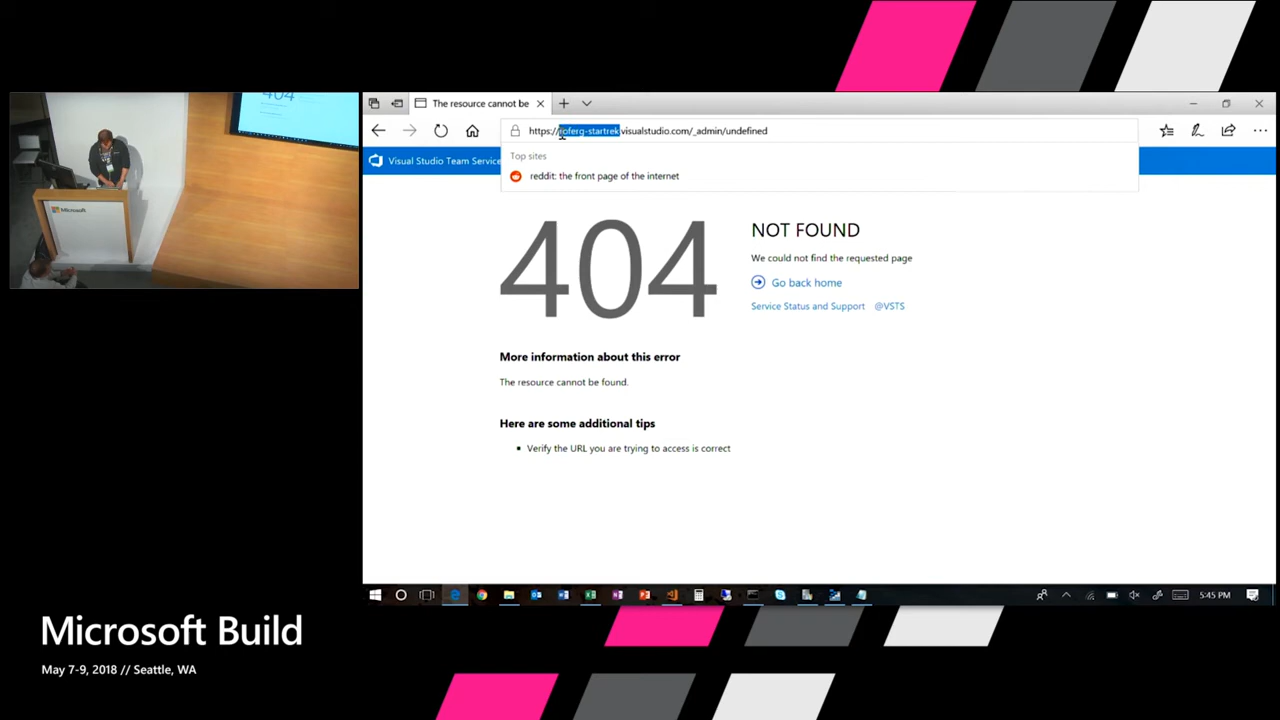 404
Microsoft
The resource cannot be
https://roferg-startrek.visualstudio.com/_admin/undefined
Top sites
reddit: the front page of the internet
Visual Studio Team Service
404
NOT FOUND
We could not find the requested page
Go back home
Service Status and Support @VSTS
More information about this error
The resource cannot be found.
Here are some additional tips
Verify the URL you are trying to access is correct
5:45 PM
Microsoft Build
May 7-9, 2018 // Seattle, WA